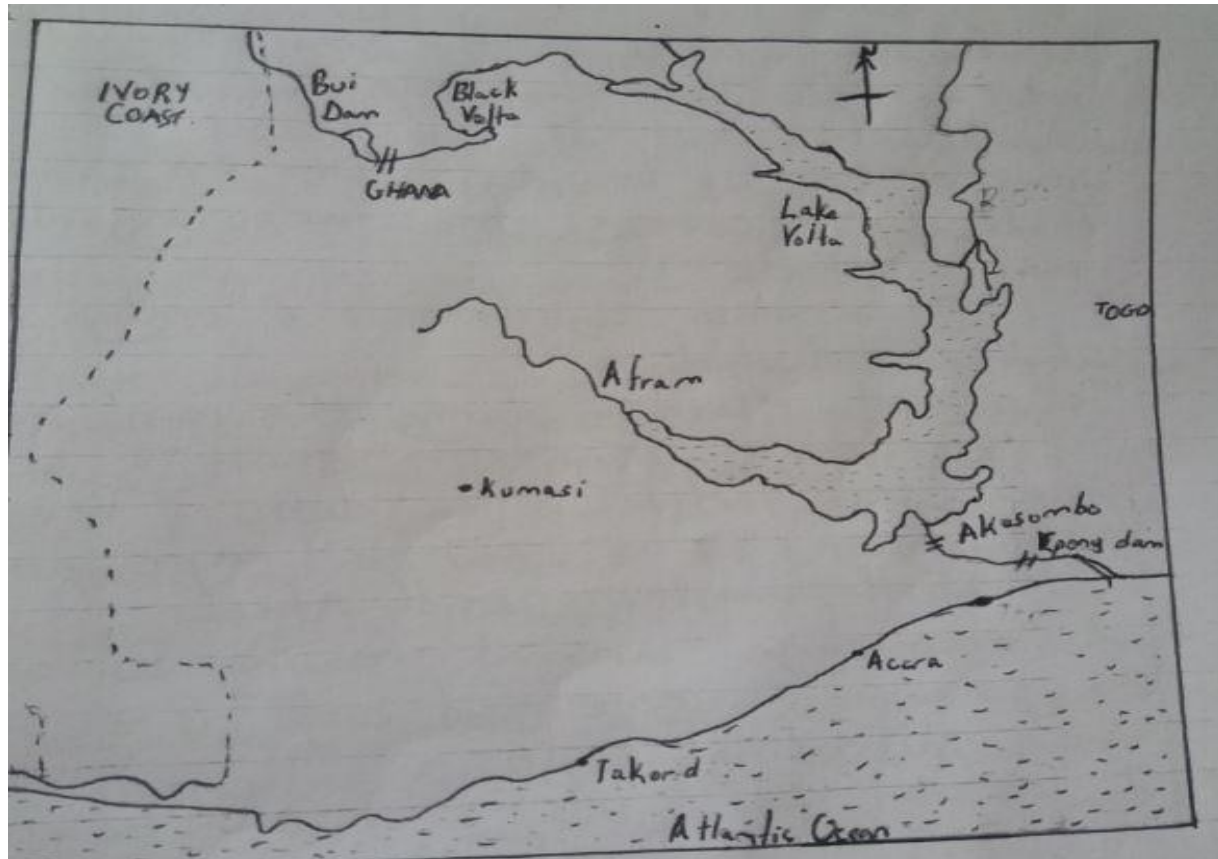 IVORY
COAST
Bui
Dam
Black
Volta
GHANA
Lake
Volta
TOGO
Afram
Kumasi
Akosombo
Kpong dam
Accra
Takord
Atlantic Ocean